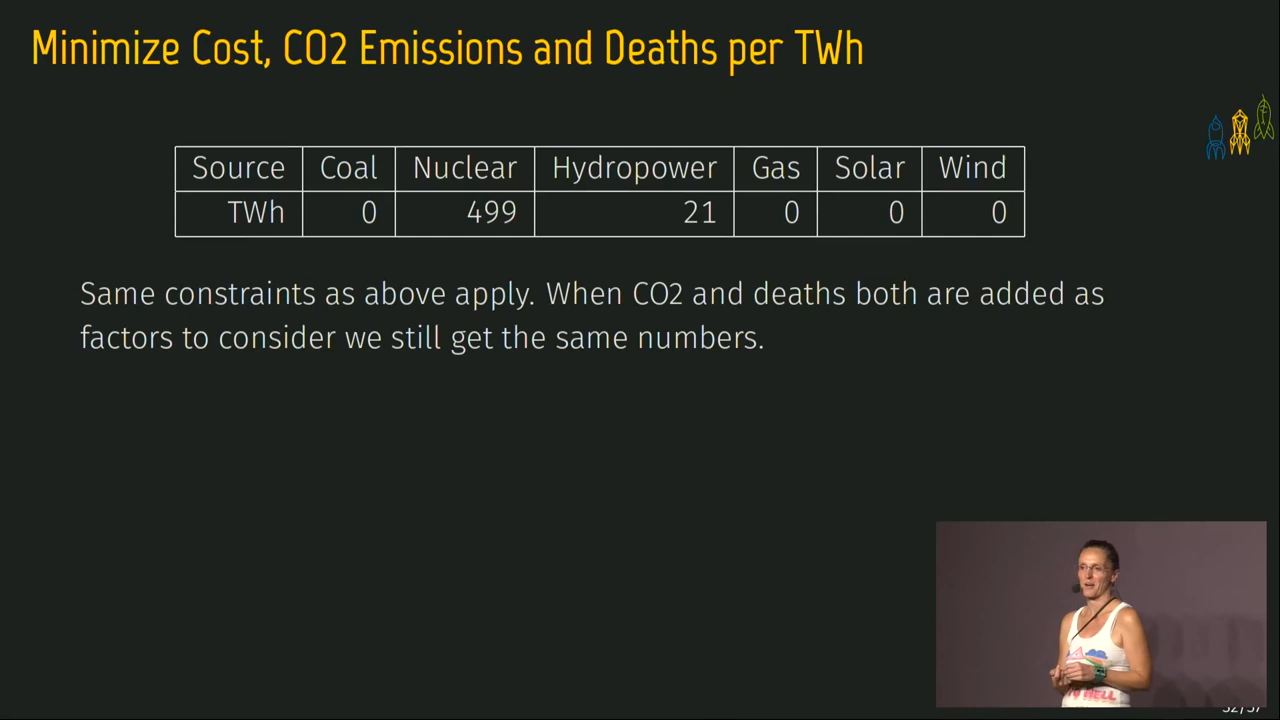 Minimize Cost, CO2 Emissions and Deaths per TWh
Source Coal Nuclear Hydropower Gas Solar Wind
TWh 0 499 21 0 0 0
Same constraints as above apply. When CO2 and deaths both are added as
factors to consider we still get the same numbers.
HELL